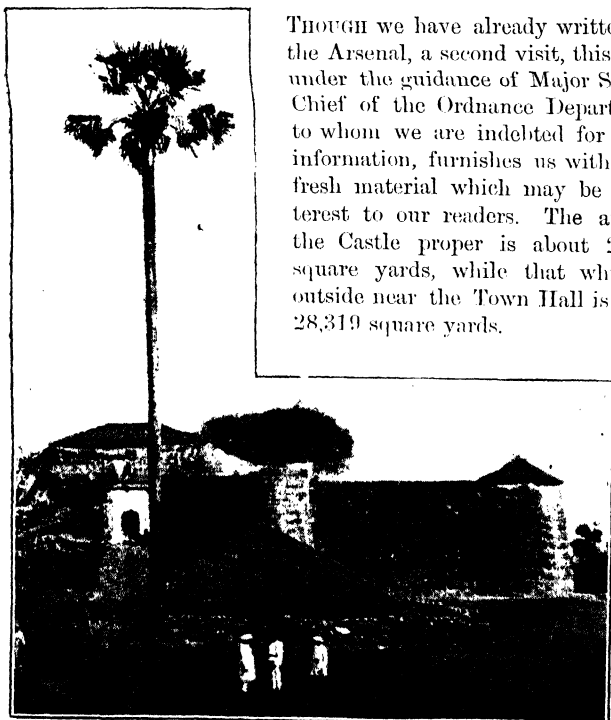 THOUGH we have already writte
the Arsenal, a second visit, this
under the guidance of Major S
Chief of the Ordnance Depart
to whom we are indebted for
information, furnishes us with
fresh material which may be
terest to our readers. The a
the Castle proper is about 2
square yards, while that wh
outside near the Town Hall is
28,319 square yards.